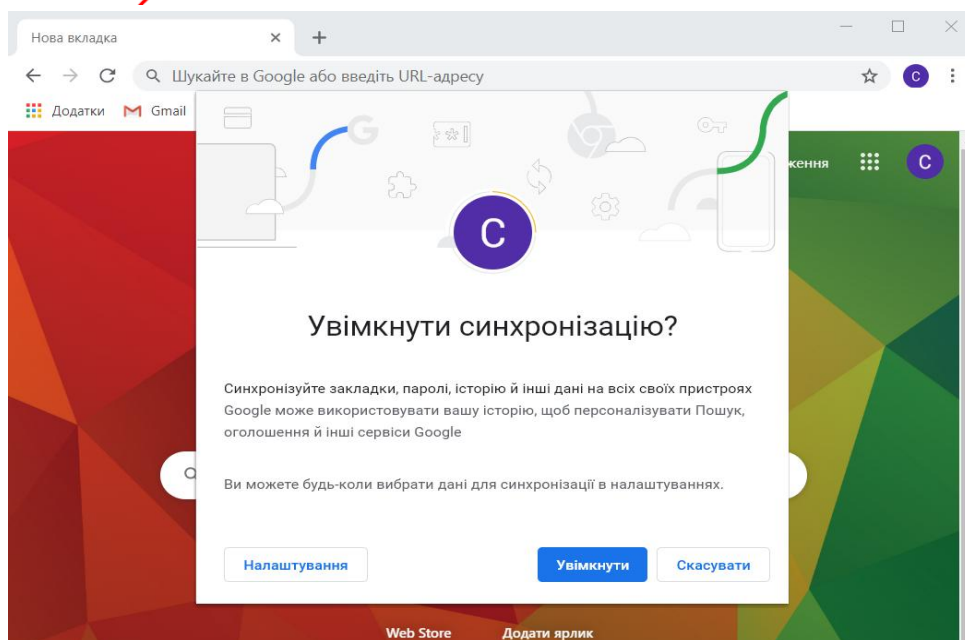 Нова вкладка
Шукайте в Google або введіть URL-адресу
C
Додатки Gmail
G
ження
C
C
Увімкнути синхронізацію?
Синхронізуйте закладки, паролі, історію й інші дані на всіх своїх пристроях
Google може використовувати вашу історію, щоб персоналізувати Пошук,
оголошення й інші сервіси Google
Ви можете будь-коли вибрати дані для синхронізації в налаштуваннях.
Налаштування Увімкнути Скасувати
Web Store Додати ярлик